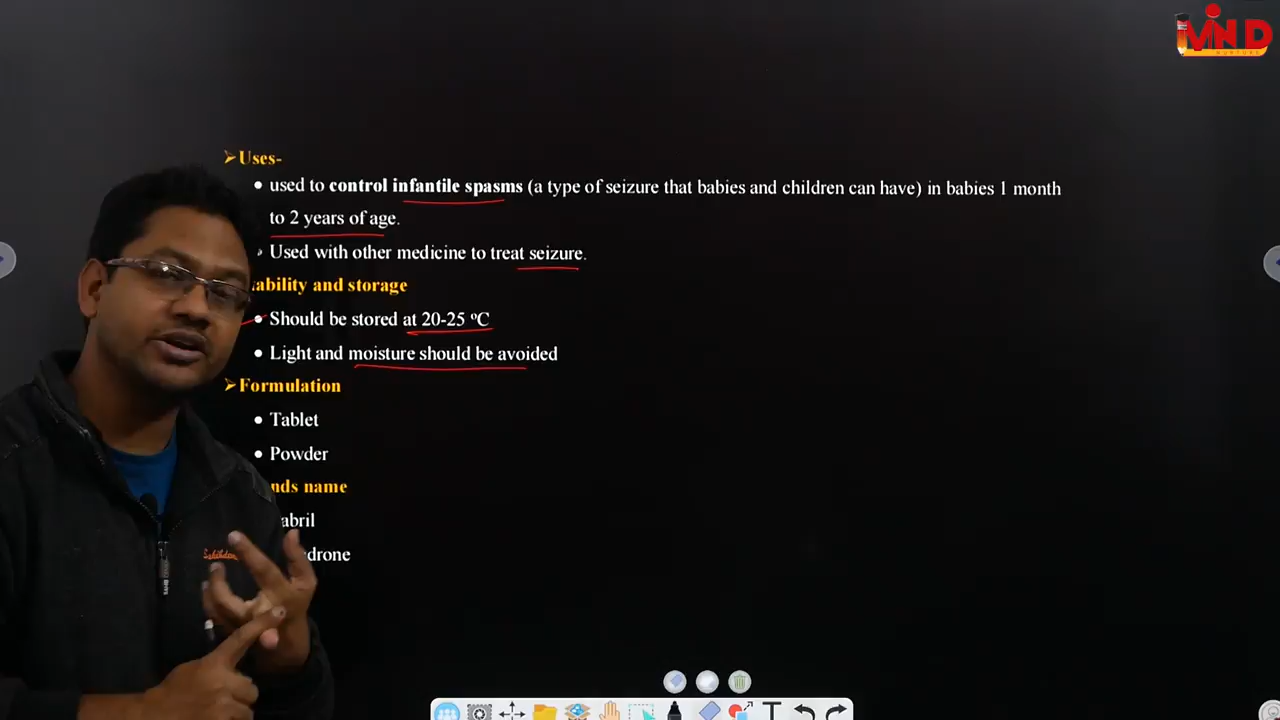 MIND
Uses-
used to control infantile spasms (a type of seizure that babies and children can have) in babies 1 month
to 2 years of age.
Used with other medicine to treat seizure.
ability and storage
Should be stored at 20-25 ºC
Light and moisture should be avoided
Formulation
Tablet
Powder
nds name
abril
drone